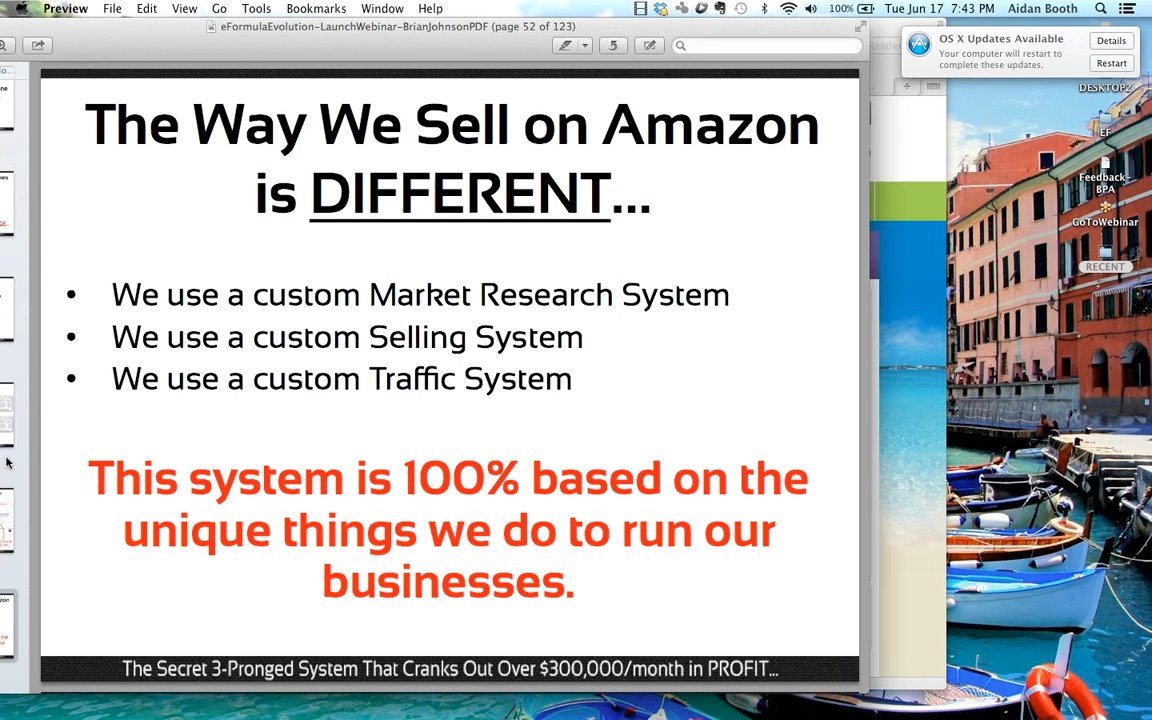 Preview File Edit View Go Tools Bookmarks Window Help
100% Tue Jun 17 7:43 PM Aidan Booth
eFormulaEvolution-LaunchWebinar-BrianJohnsonPDF (page 52 of 123)
OS X Updates Available
Your computer will restart to complete these updates.
Details
Restart
DESKTOP2
EF
Feedback-
BPA
GoToWebinar
RECENT
The Way We Sell on Amazon
is DIFFERENT...
• We use a custom Market Research System
• We use a custom Selling System
• We use a custom Traffic System
This system is 100% based on the
unique things we do to run our
businesses.
The Secret 3-Pronged System That Cranks Out Over $300,000/month in PROFIT...